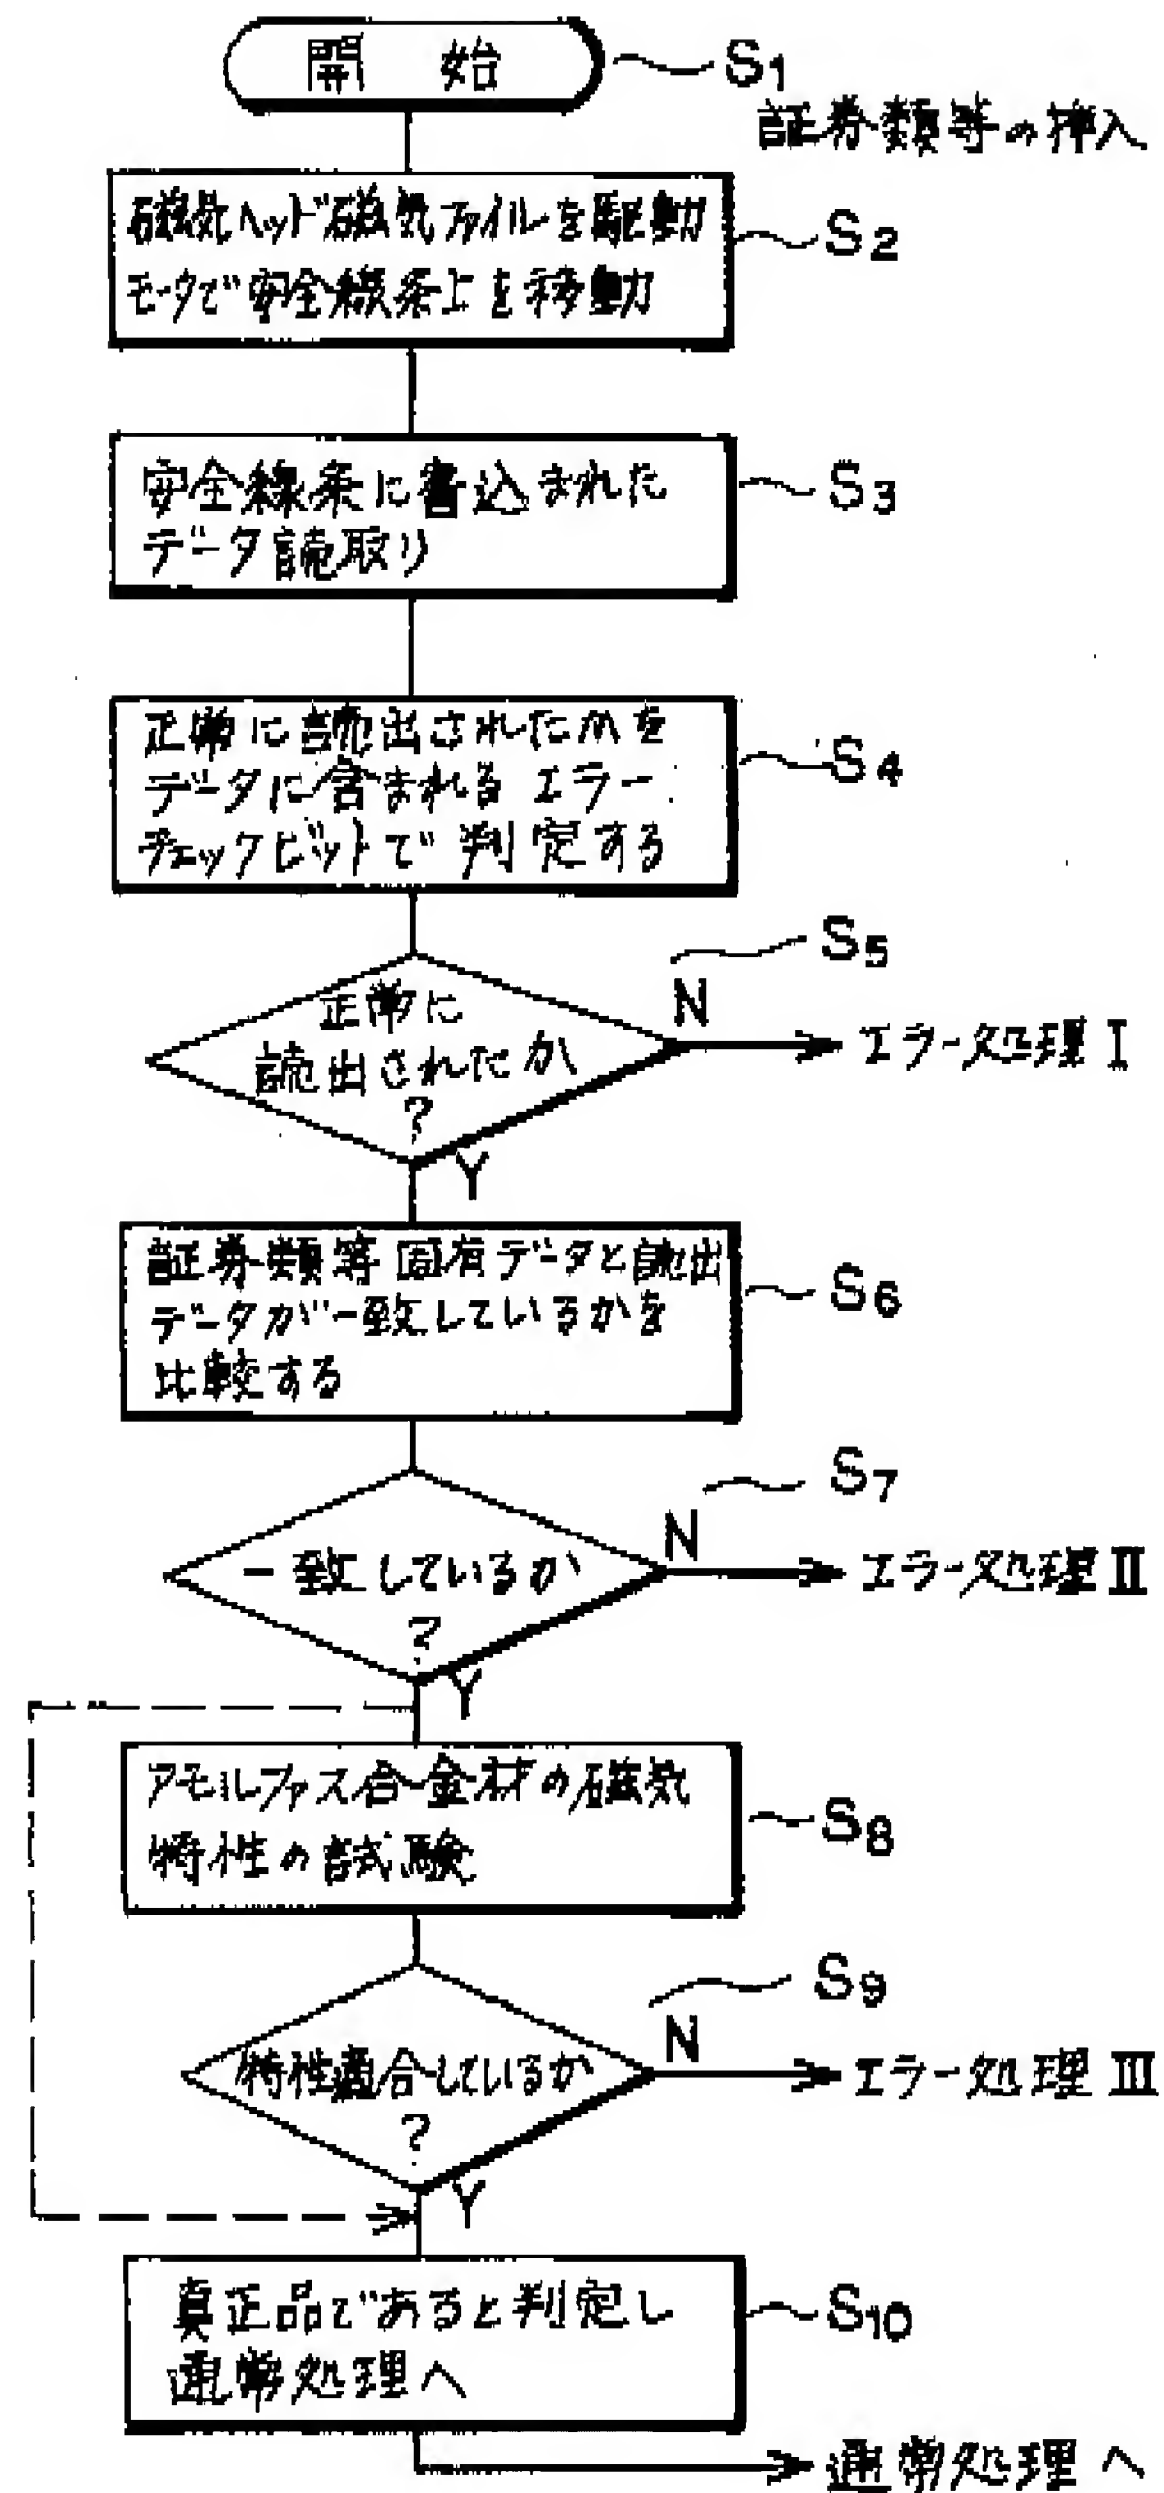 開 始
S1
証券類等の挿入
磁気ヘッド磁気ファイルを駆動
モータで安全線条上を移動
S2
安全線条に書込まれた
データ読取り
S3
正常に読出されたかを
データに含まれるエラー
チェックビットで判定する
S4
S5
正常に
読出されたか
?
N
エラー処理 I
Y
証券類等固有データと読出
データが一致しているかを
比較する
S6
S7
一致しているか
?
N
エラー処理 II
Y
アモルファス合金材の磁気
特性の試験
S8
S9
特性適合しているか
?
N
エラー処理 III
Y
真正品であると判定し
通常処理へ
S10
通常処理へ